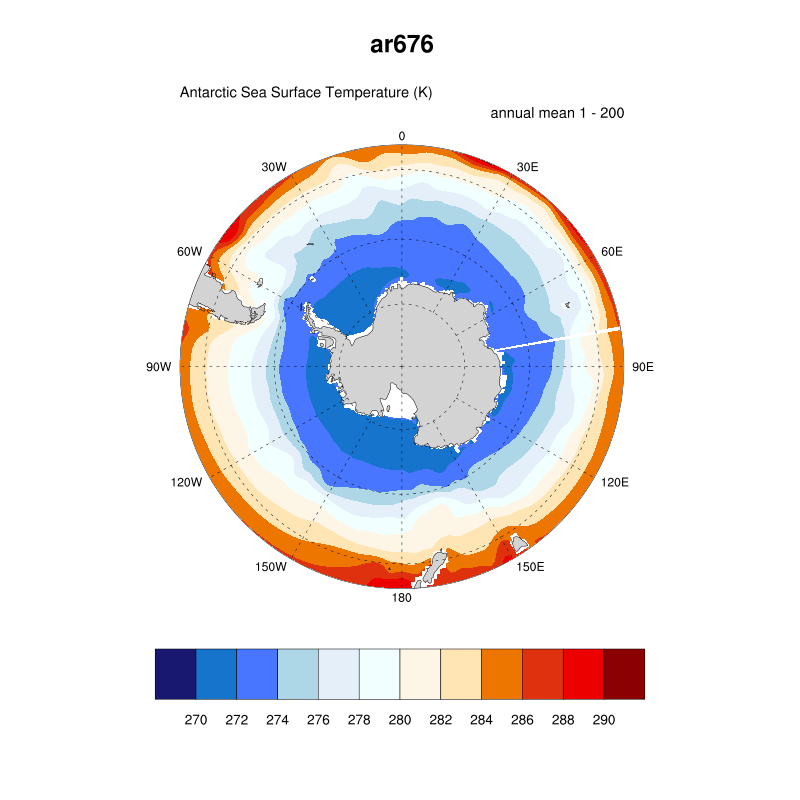 ar676
Antarctic Sea Surface Temperature (K)
annual mean 1 - 200
0
30W
30E
60W
60E
90W
90E
120W
120E
150W
150E
180
270 272 274 276 278 280 282 284 286 288 290